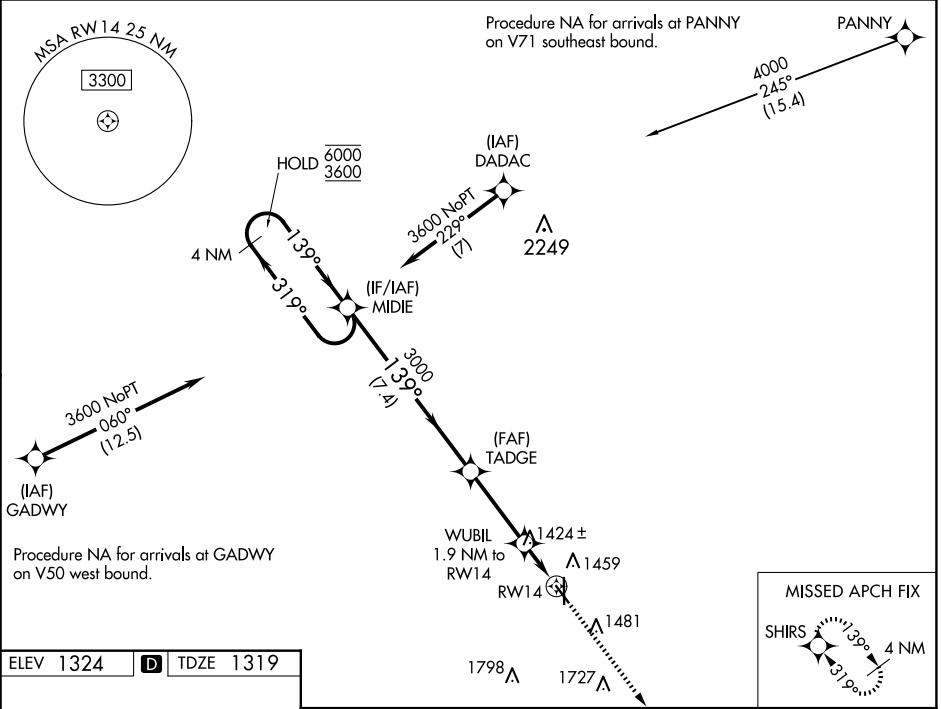 MSA RW14 25 NM
3300
Procedure NA for arrivals at PANNY
on V71 southeast bound.
PANNY
4000
245°
(15.4)
(IAF)
DADAC
HOLD 6000
3600
3600 NoPT
229°
(7)
2249
4 NM
139°
319°
(IF/IAF)
MIDIE
3000
139°
(7.4)
3600 NoPT
060°
(12.5)
(IAF)
GADWY
(FAF)
TADGE
Procedure NA for arrivals at GADWY
on V50 west bound.
WUBIL
1.9 NM to
RW14
1424 ±
1459
RW14
1481
1798
1727
MISSED APCH FIX
SHIRS
139°
4 NM
319°
ELEV 1324 D TDZE 1319